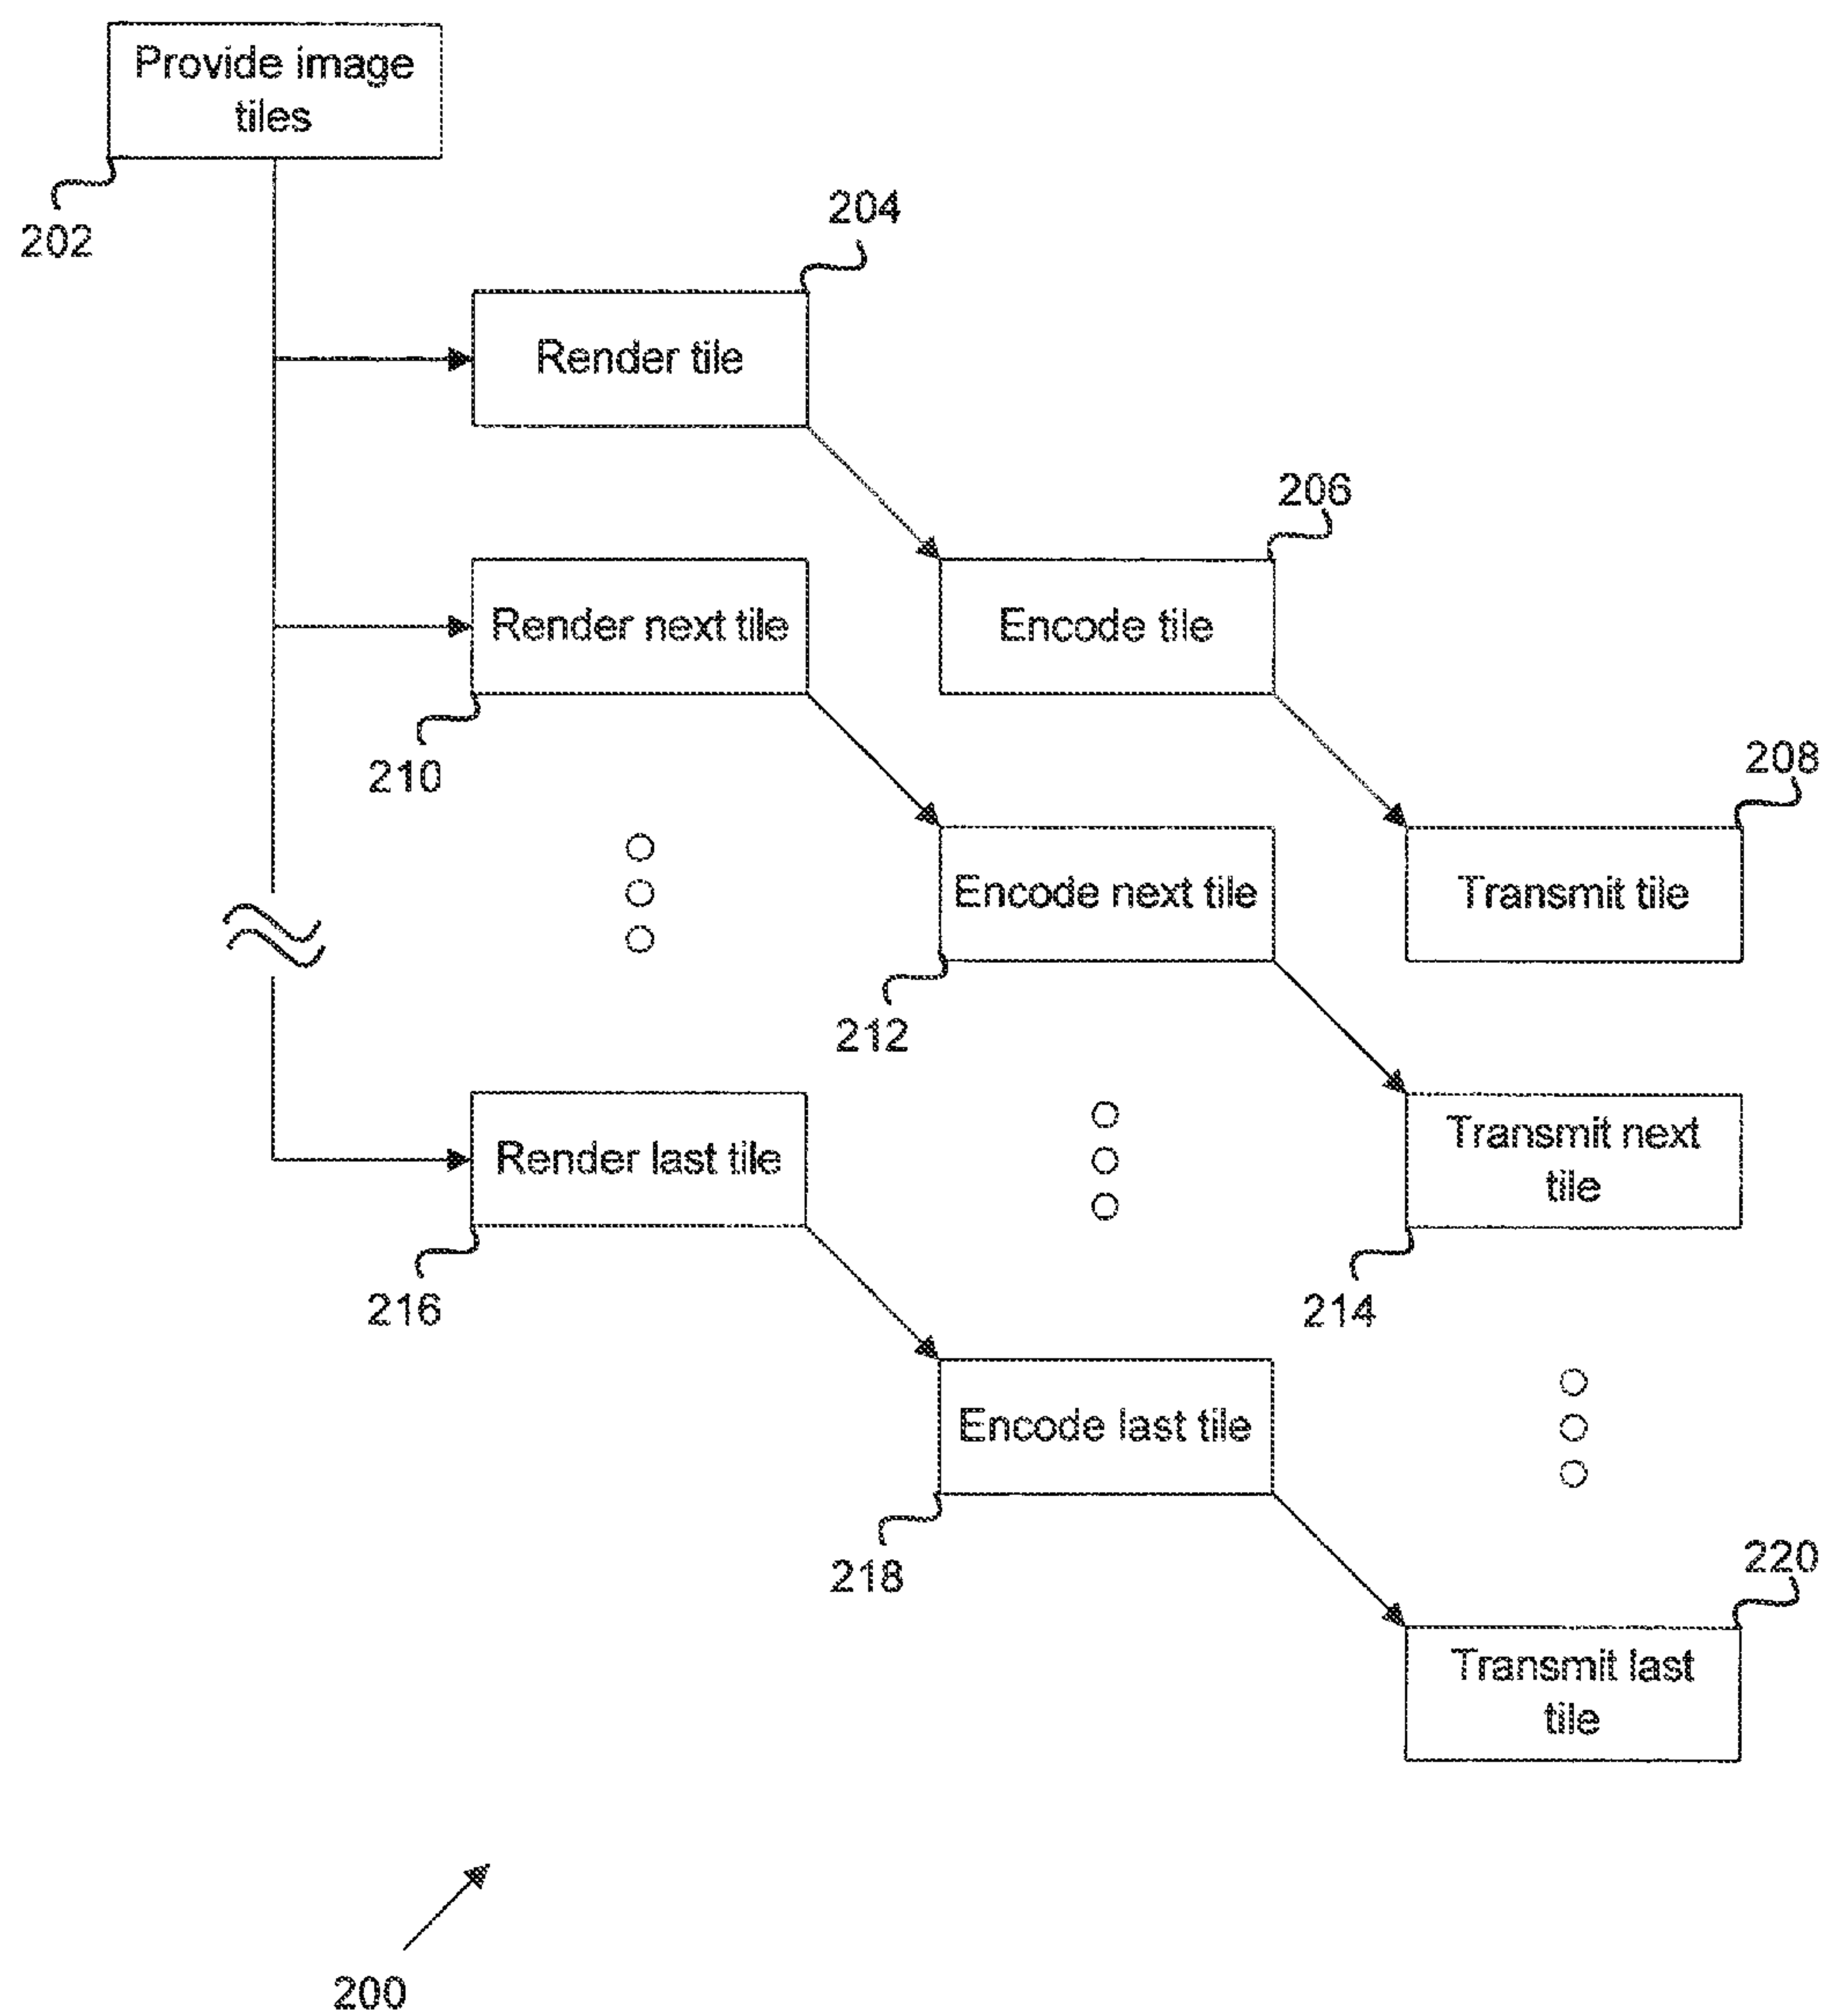 Provide image
tiles
202
204
Render tile
206
Render next tile
Encode tile
210
208
Encode next tile
Transmit tile
212
Render last tile
Transmit next
tile
216
214
Encode last tile
218
220
Transmit last
tile
200